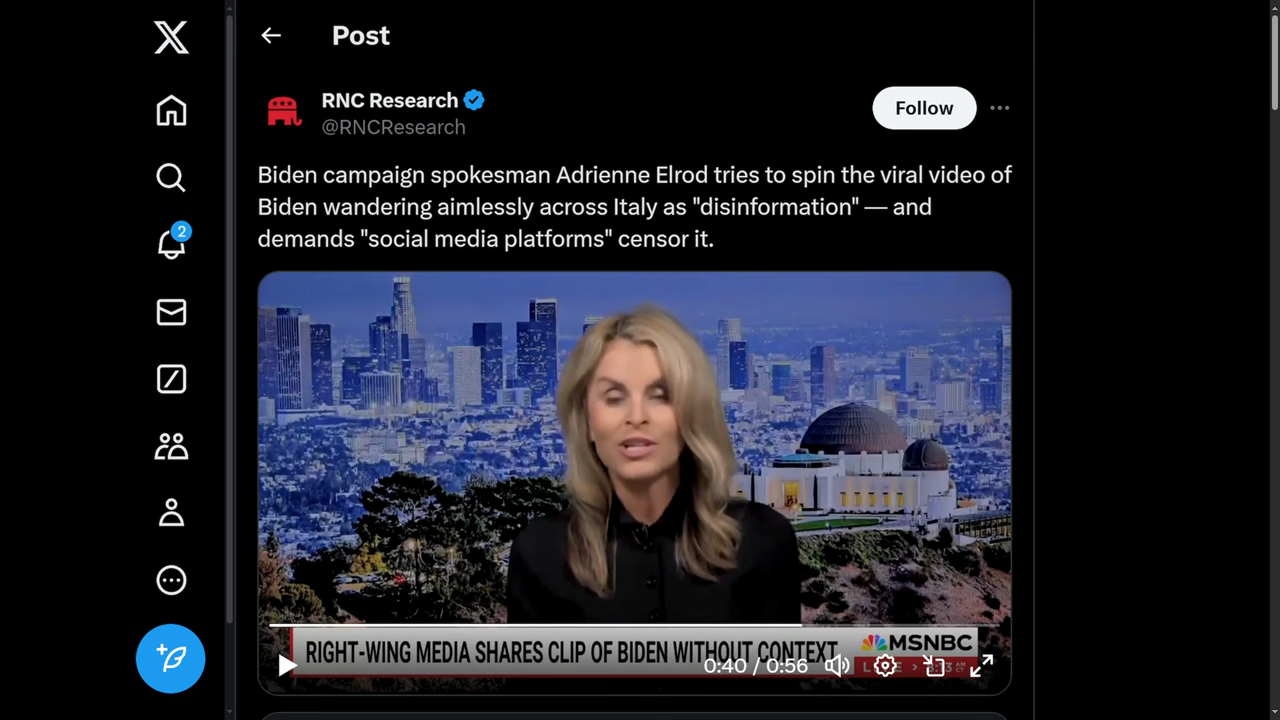 Post
RNC Research
@RNCResearch
Follow
Biden campaign spokesman Adrienne Elrod tries to spin the viral video of
Biden wandering aimlessly across Italy as "disinformation" — and
demands "social media platforms" censor it.
2
RIGHT-WING MEDIA SHARES CLIP OF BIDEN WITHOUT CONTEXT
MSNBC
0:40 / 0:56